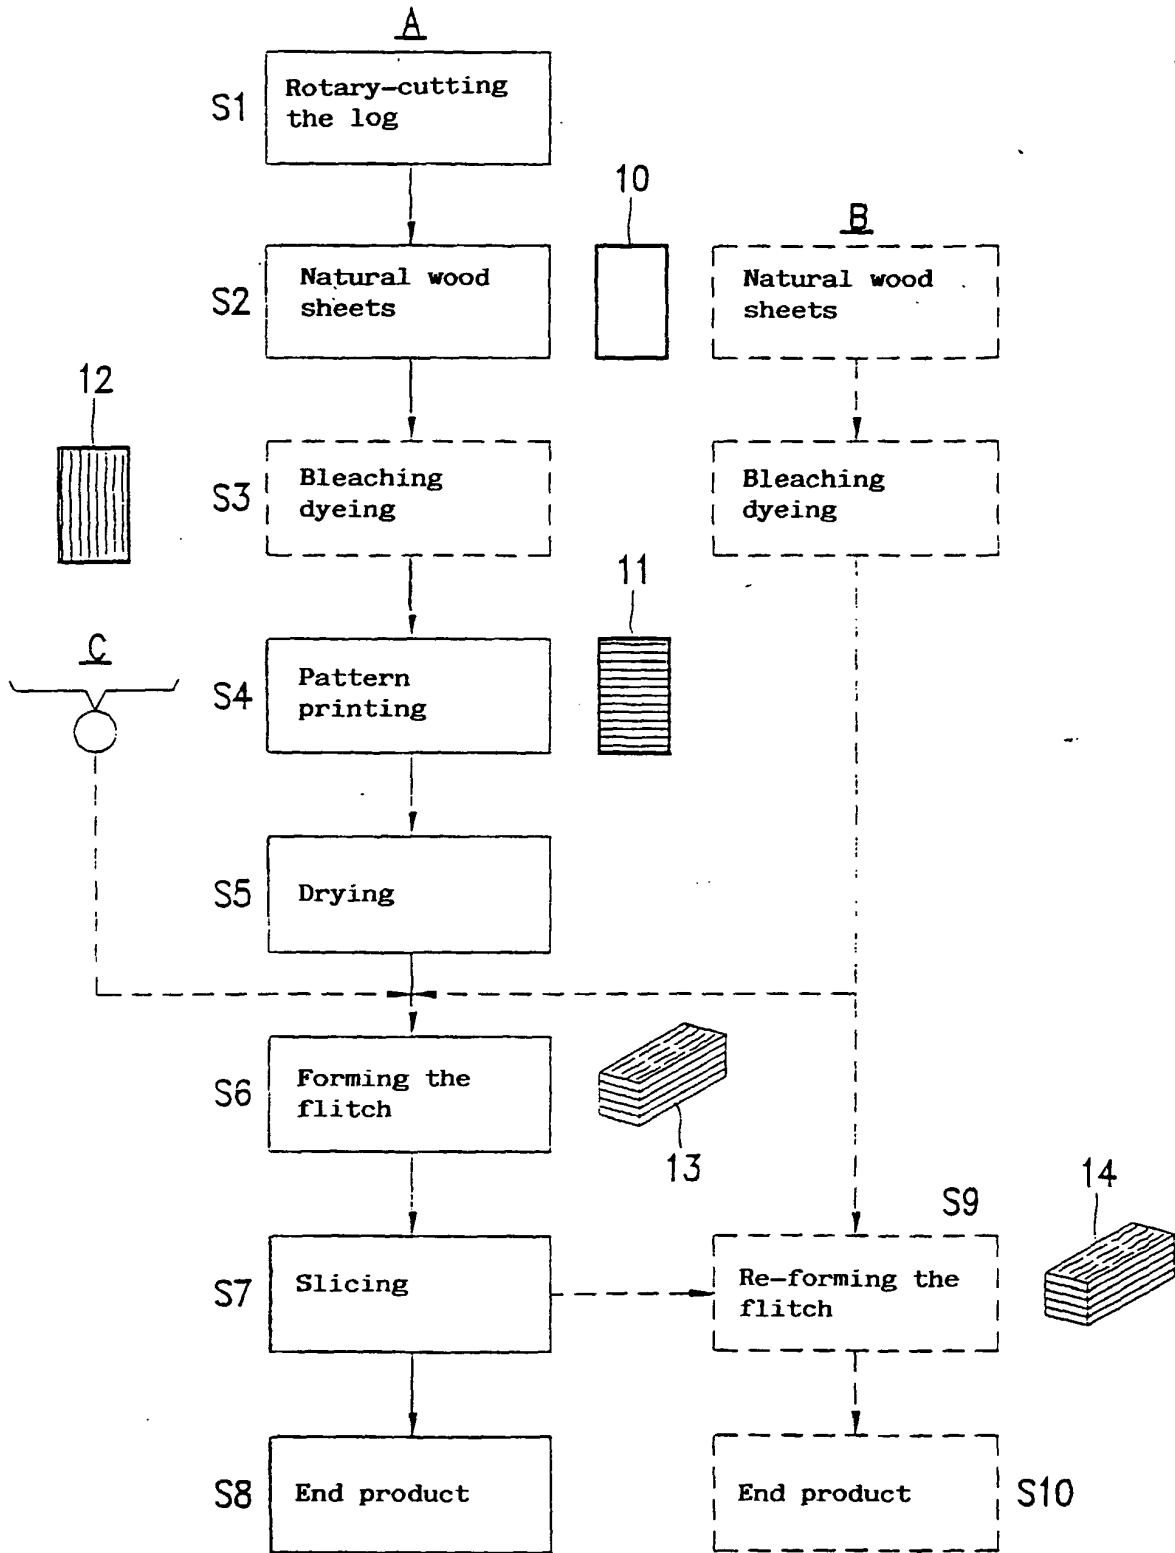 A
S1
Rotary-cutting
the log
10
B
S2
Natural wood
sheets
Natural wood
sheets
12
S3
Bleaching
dyeing
Bleaching
dyeing
11
C
S4
Pattern
printing
S5
Drying
S6
Forming the
flitch
13
S9
14
S7
Slicing
Re-forming the
flitch
S8
End product
End product
S10